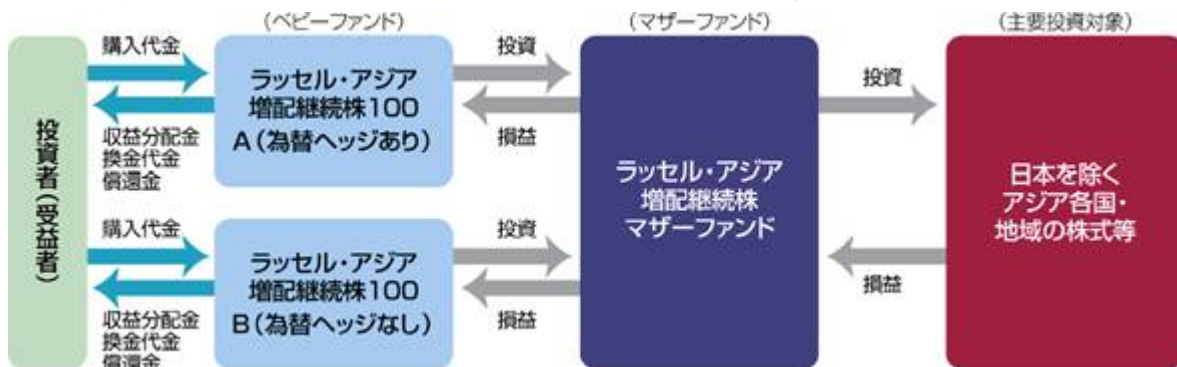 (ベビーファンド)
(マザーファンド)
(主要投資対象)
投資者(受益者)
購入代金
収益分配金
換金代金
償還金
ラッセル・アジア
増配継続株100
A(為替ヘッジあり)
投資
損益
購入代金
収益分配金
換金代金
償還金
ラッセル・アジア
増配継続株100
B(為替ヘッジなし)
投資
損益
ラッセル・アジア
増配継続株
マザーファンド
投資
損益
日本を除く
アジア各国・
地域の株式等